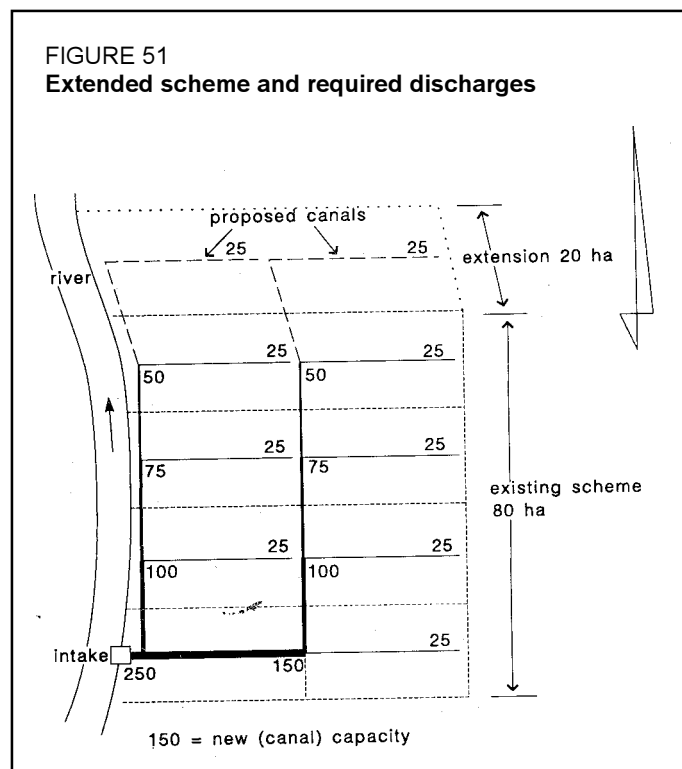 FIGURE 51
Extended scheme and required discharges
proposed canals
25 25
extension 20 ha
river
25 25
50 50
25 25
75 75
existing scheme
80 ha
25 25
100 100
intake
25
250 150
150 = new (canal) capacity